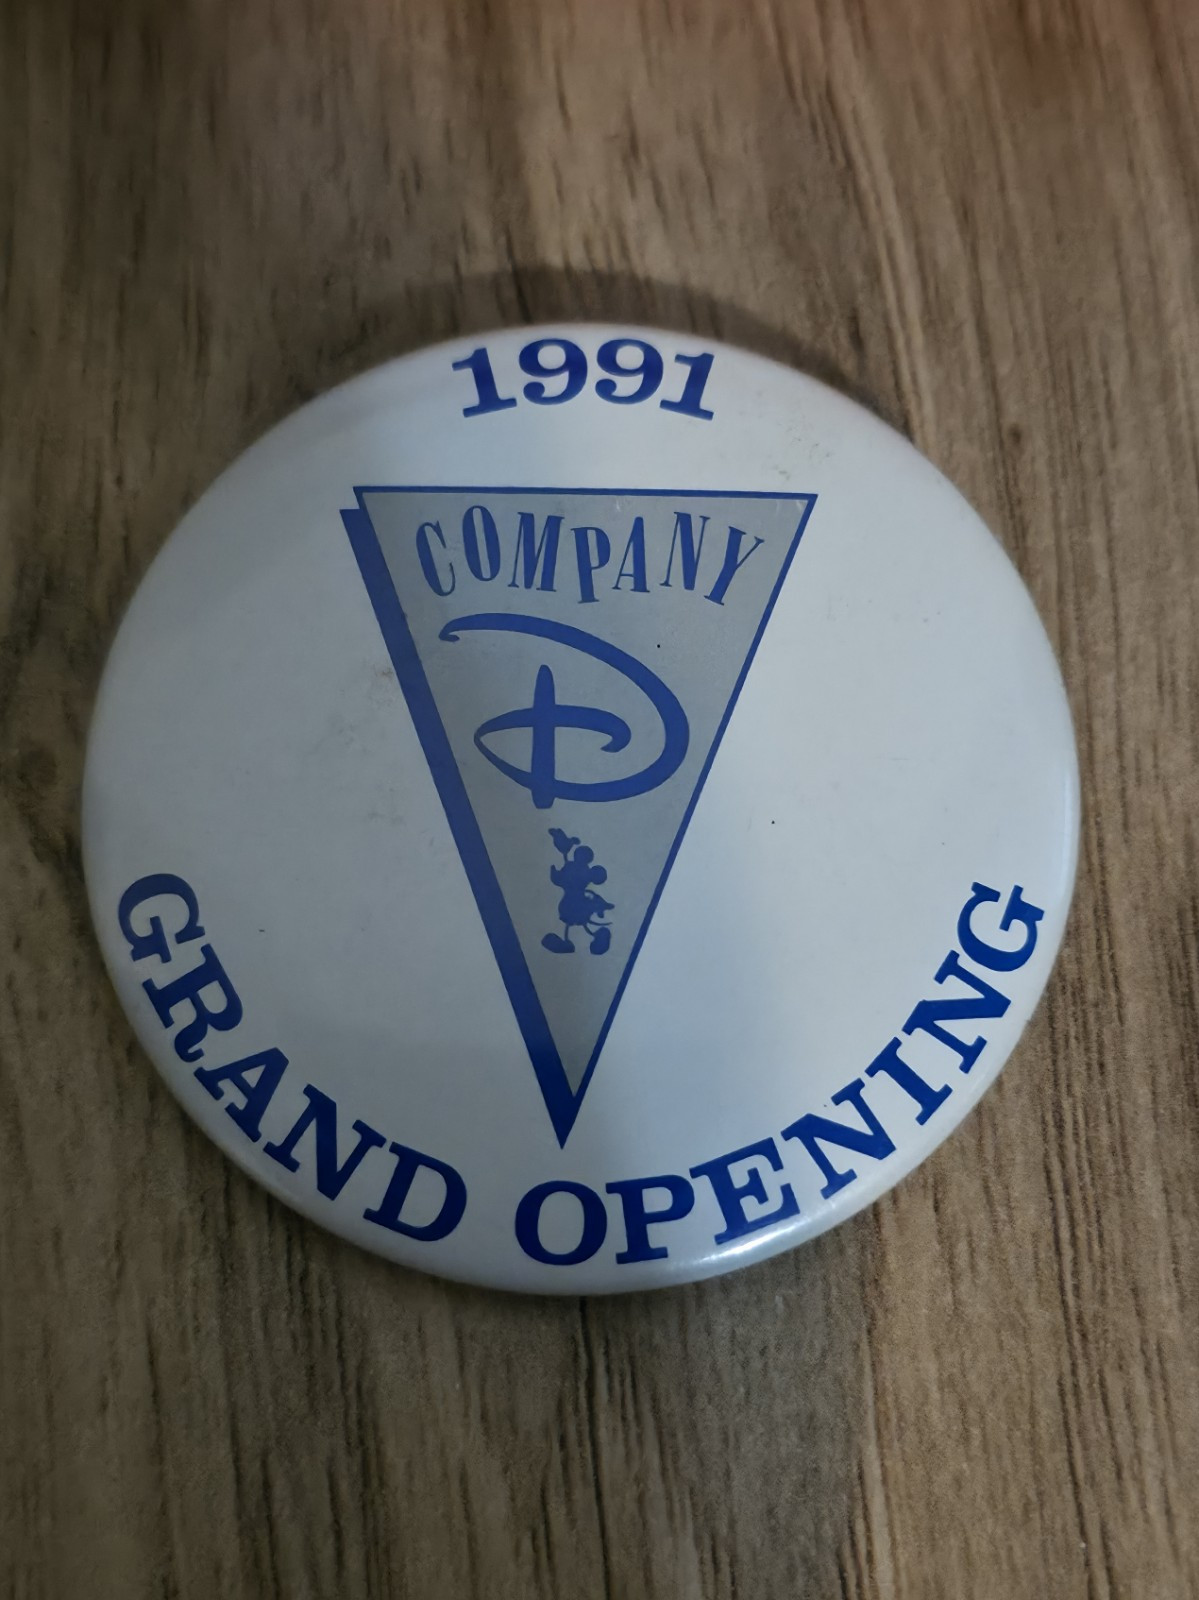 1991
COMPANY
D
GRAND OPENING